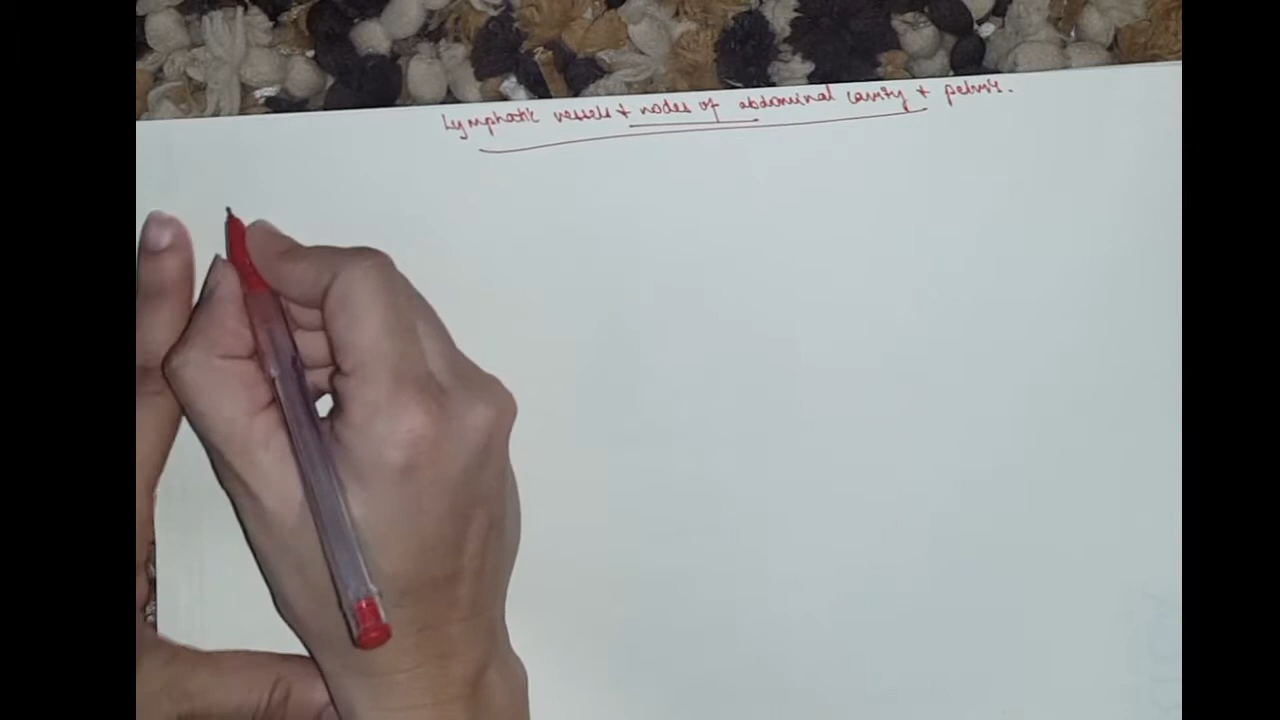 Lymphatic vessels + nodes of abdominal cavity + pelvis.